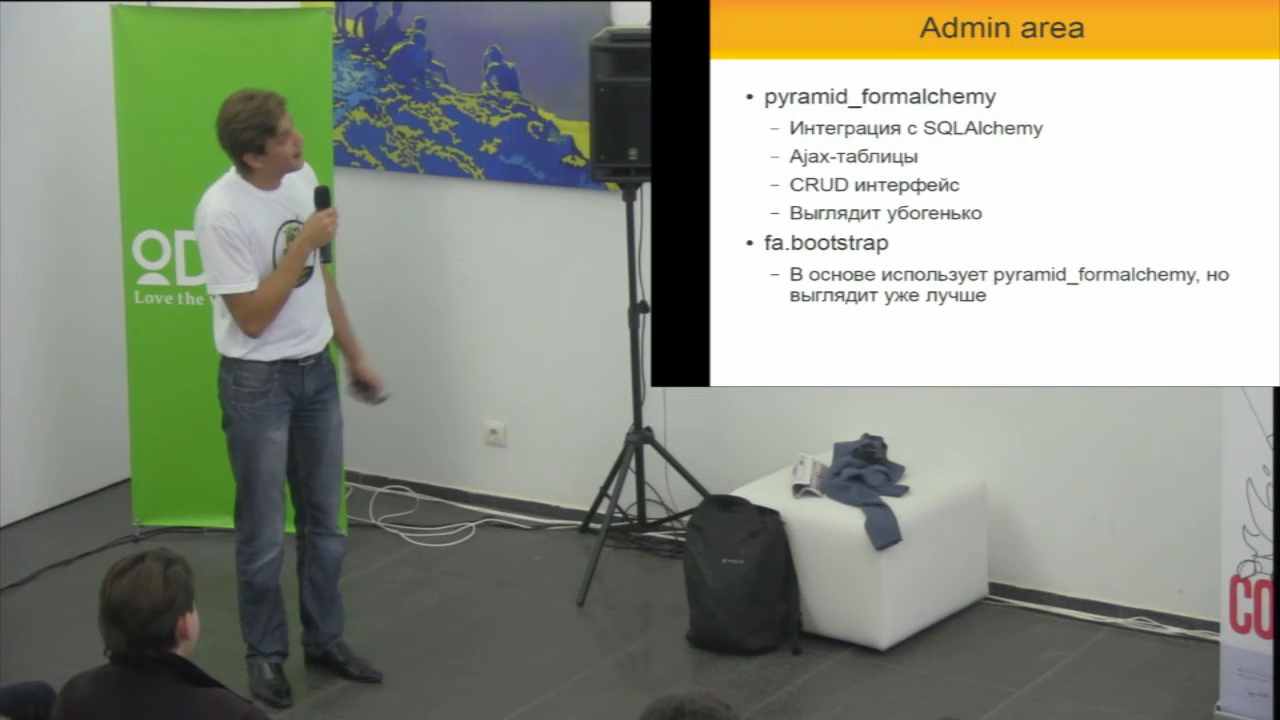 Admin area
• pyramid_formalchemy
– Интеграция с SQLAlchemy
– Ajax-таблицы
– CRUD интерфейс
– Выглядит убогенько
• fa.bootstrap
– В основе использует pyramid_formalchemy, но
выглядит уже лучше
Love the
CO